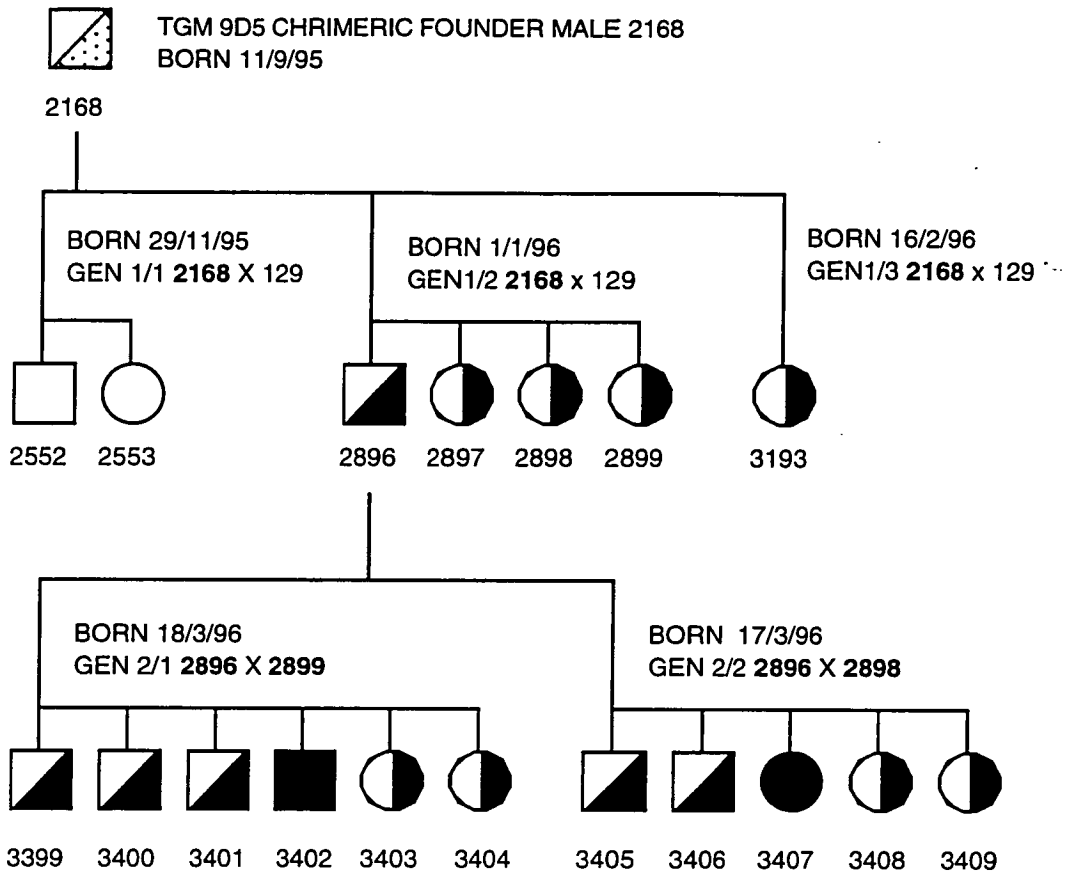 TGM 9D5 CHRIMERIC FOUNDER MALE 2168
BORN 11/9/95
2168
BORN 29/11/95
GEN 1/1 2168 X 129
BORN 1/1/96
GEN1/2 2168 x 129
BORN 16/2/96
GEN1/3 2168 x 129
2552 2553 2896 2897 2898 2899 3193
BORN 18/3/96
GEN 2/1 2896 X 2899
BORN 17/3/96
GEN 2/2 2896 X 2898
3399 3400 3401 3402 3403 3404 3405 3406 3407 3408 3409